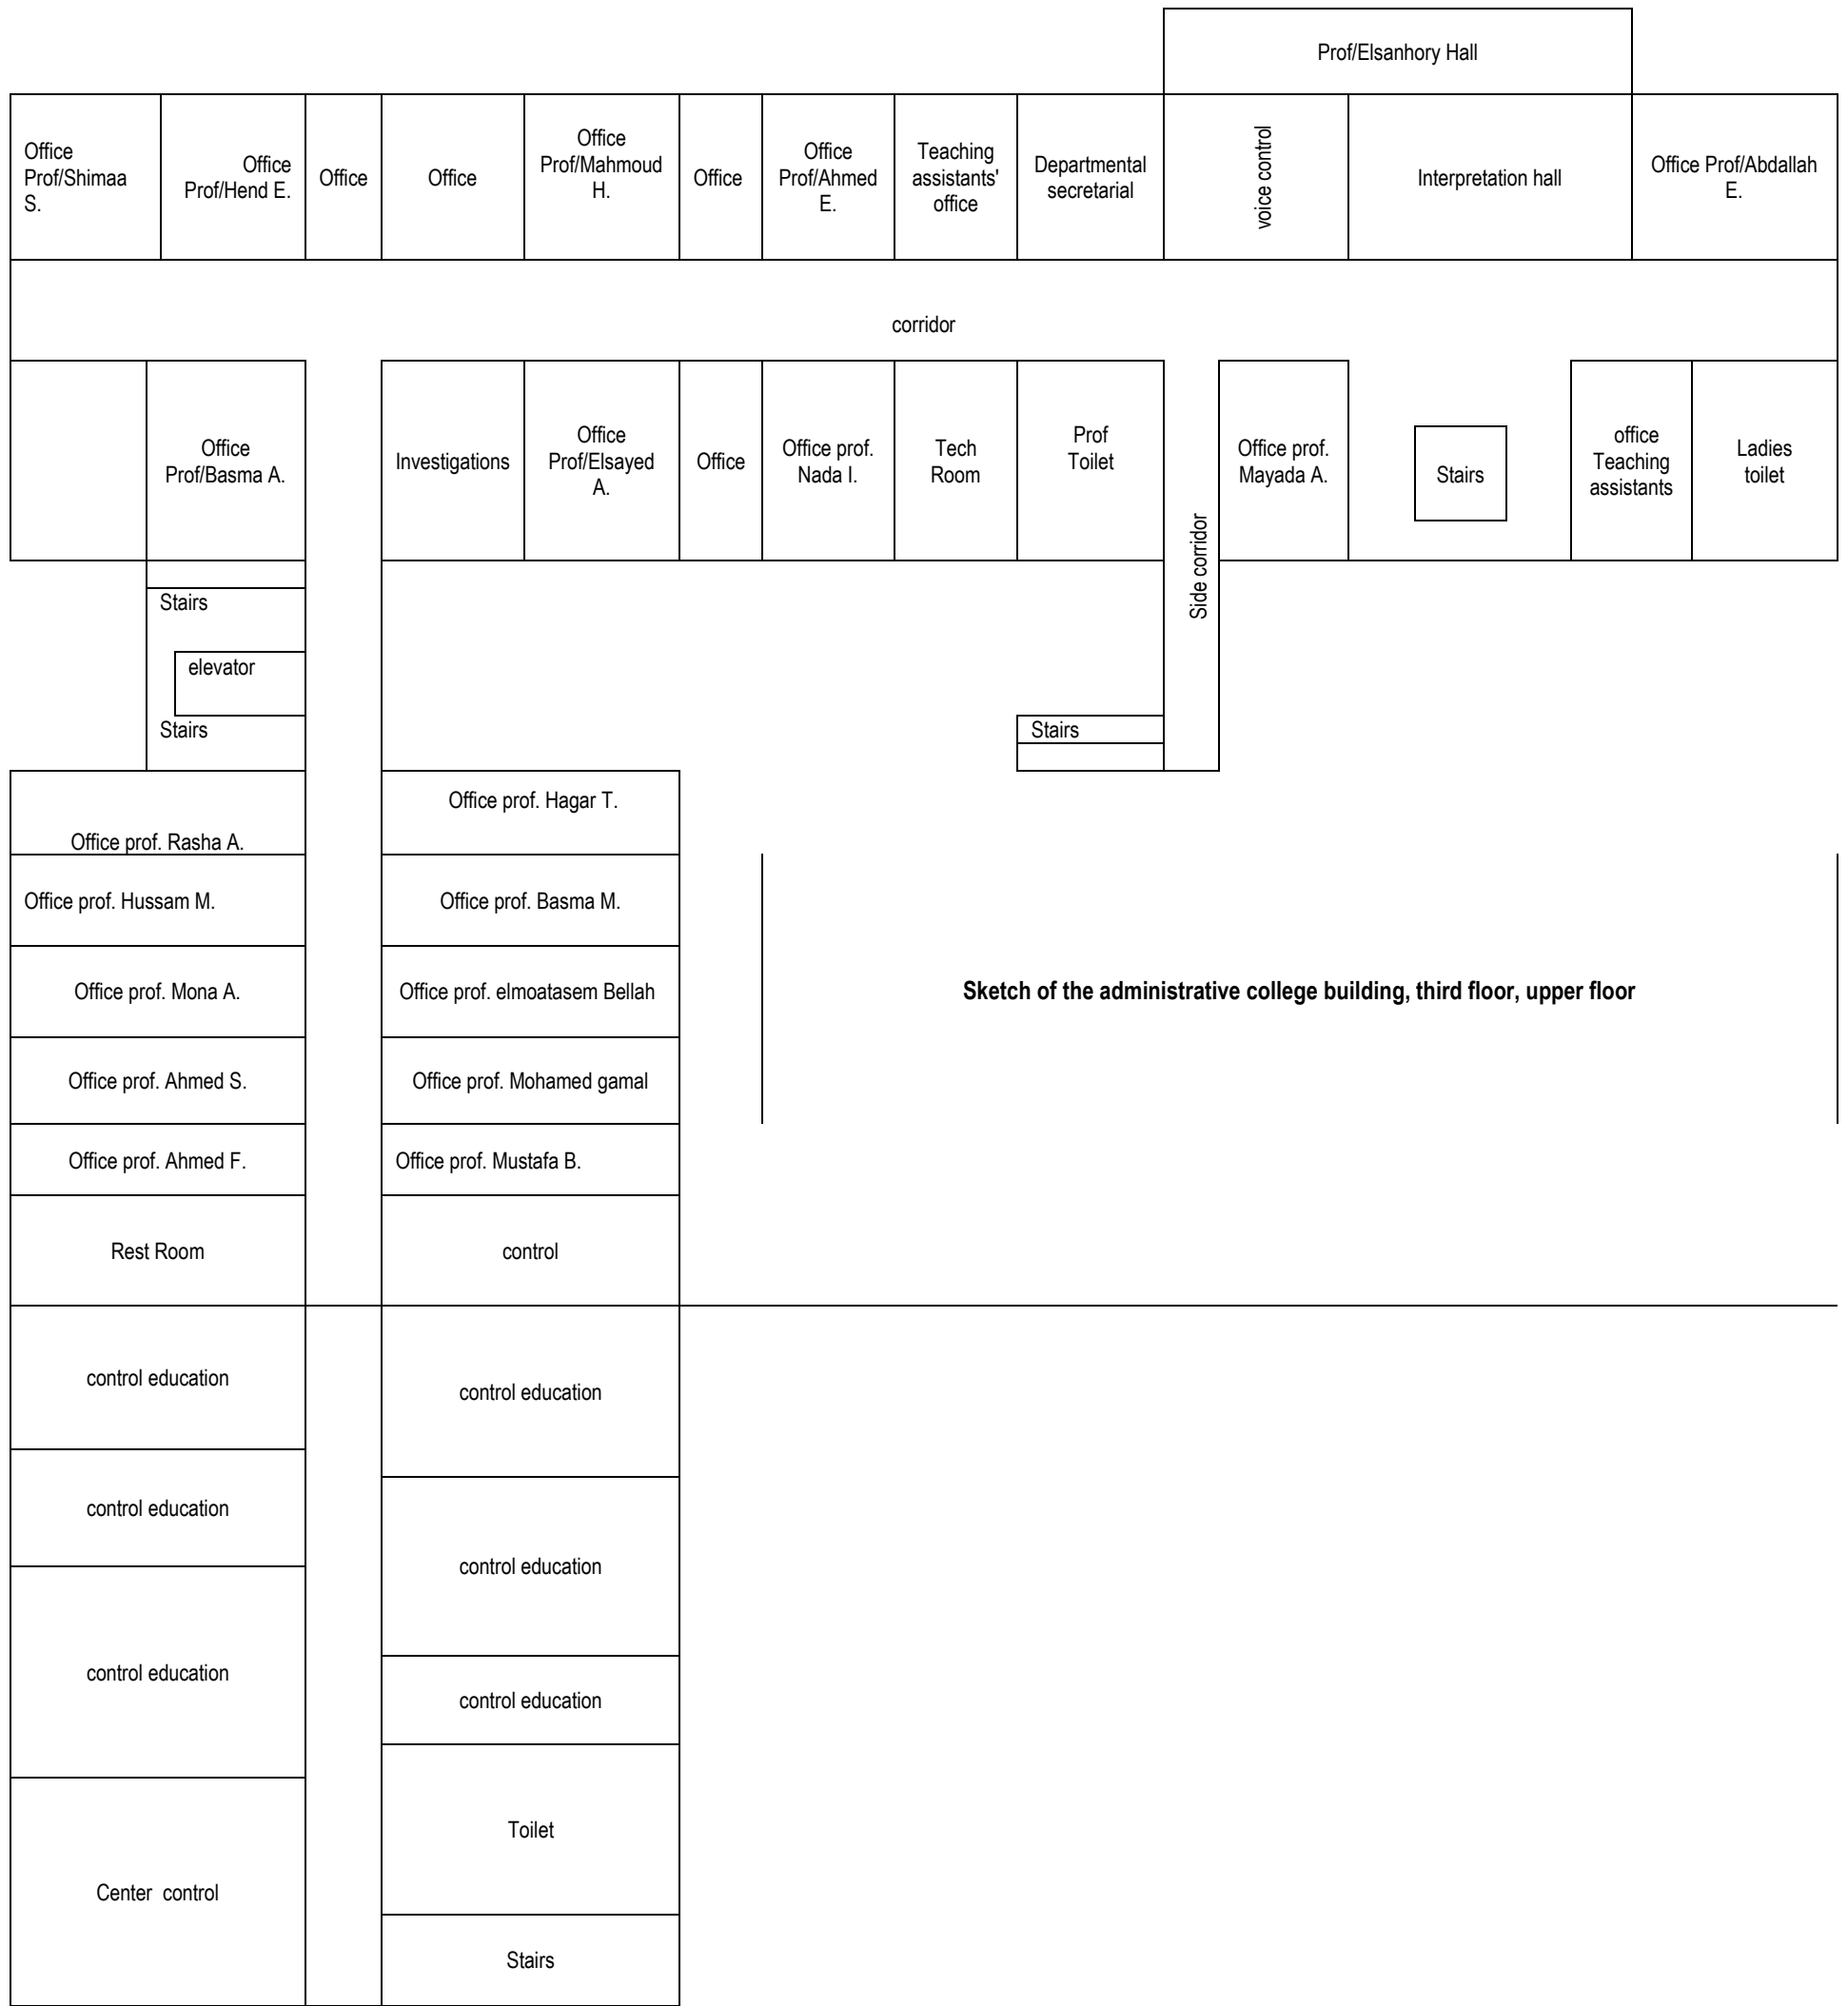 Prof/Elsanhory Hall
Office
Prof/Shimaa
S.
Office
Prof/Hend E.
Office
Office
Office
Prof/Mahmoud
H.
Office
Office
Prof/Ahmed
E.
Teaching
assistants'
office
Departmental
secretarial
voice control
Interpretation hall
Office Prof/Abdallah
E.
corridor
Office
Prof/Basma A.
Investigations
Office
Prof/Elsayed
A.
Office
Office prof.
Nada I.
Tech
Room
Prof
Toilet
Side corridor
Office prof.
Mayada A.
Stairs
office
Teaching
assistants
Ladies
toilet
Stairs
elevator
Stairs
Stairs
Office prof. Rasha A.
Office prof. Hagar T.
Office prof. Hussam M.
Office prof. Basma M.
Office prof. Mona A.
Office prof. elmoatasem Bellah
Sketch of the administrative college building, third floor, upper floor
Office prof. Ahmed S.
Office prof. Mohamed gamal
Office prof. Ahmed F.
Office prof. Mustafa B.
Rest Room
control
control education
control education
control education
control education
control education
control education
Toilet
Center control
Stairs